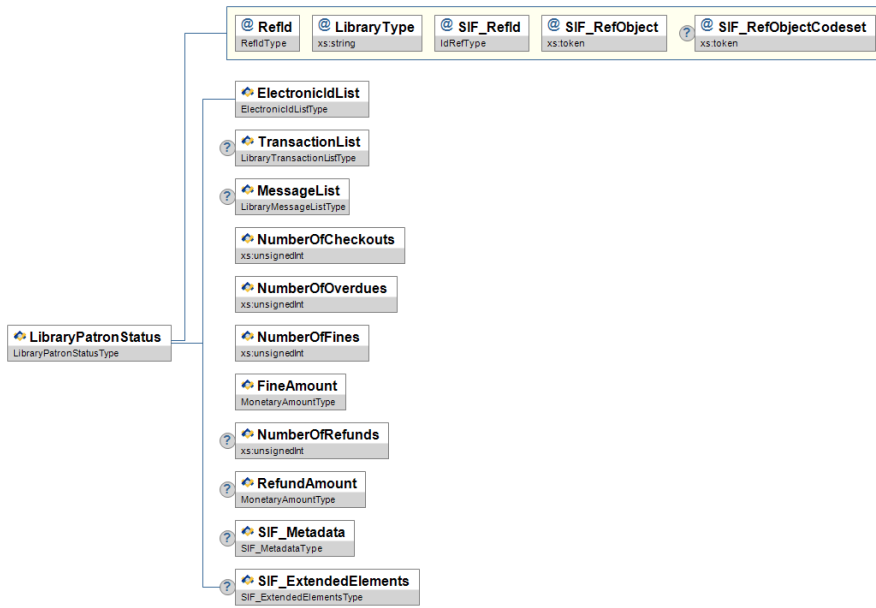 @ RefId
RefIdType
@ LibraryType
xs:string
@ SIF_RefId
IdRefType
@ SIF_RefObject
xs:token
? @ SIF_RefObjectCodeset
xs:token
ElectronicIdList
ElectronicIdListType
? TransactionList
LibraryTransactionListType
? MessageList
LibraryMessageListType
NumberOfCheckouts
xs:unsignedInt
NumberOfOverdues
xs:unsignedInt
LibraryPatronStatus
LibraryPatronStatusType
NumberOfFines
xs:unsignedInt
FineAmount
MonetaryAmountType
? NumberOfRefunds
xs:unsignedInt
? RefundAmount
MonetaryAmountType
? SIF_Metadata
SIF_MetadataType
? SIF_ExtendedElements
SIF_ExtendedElementsType